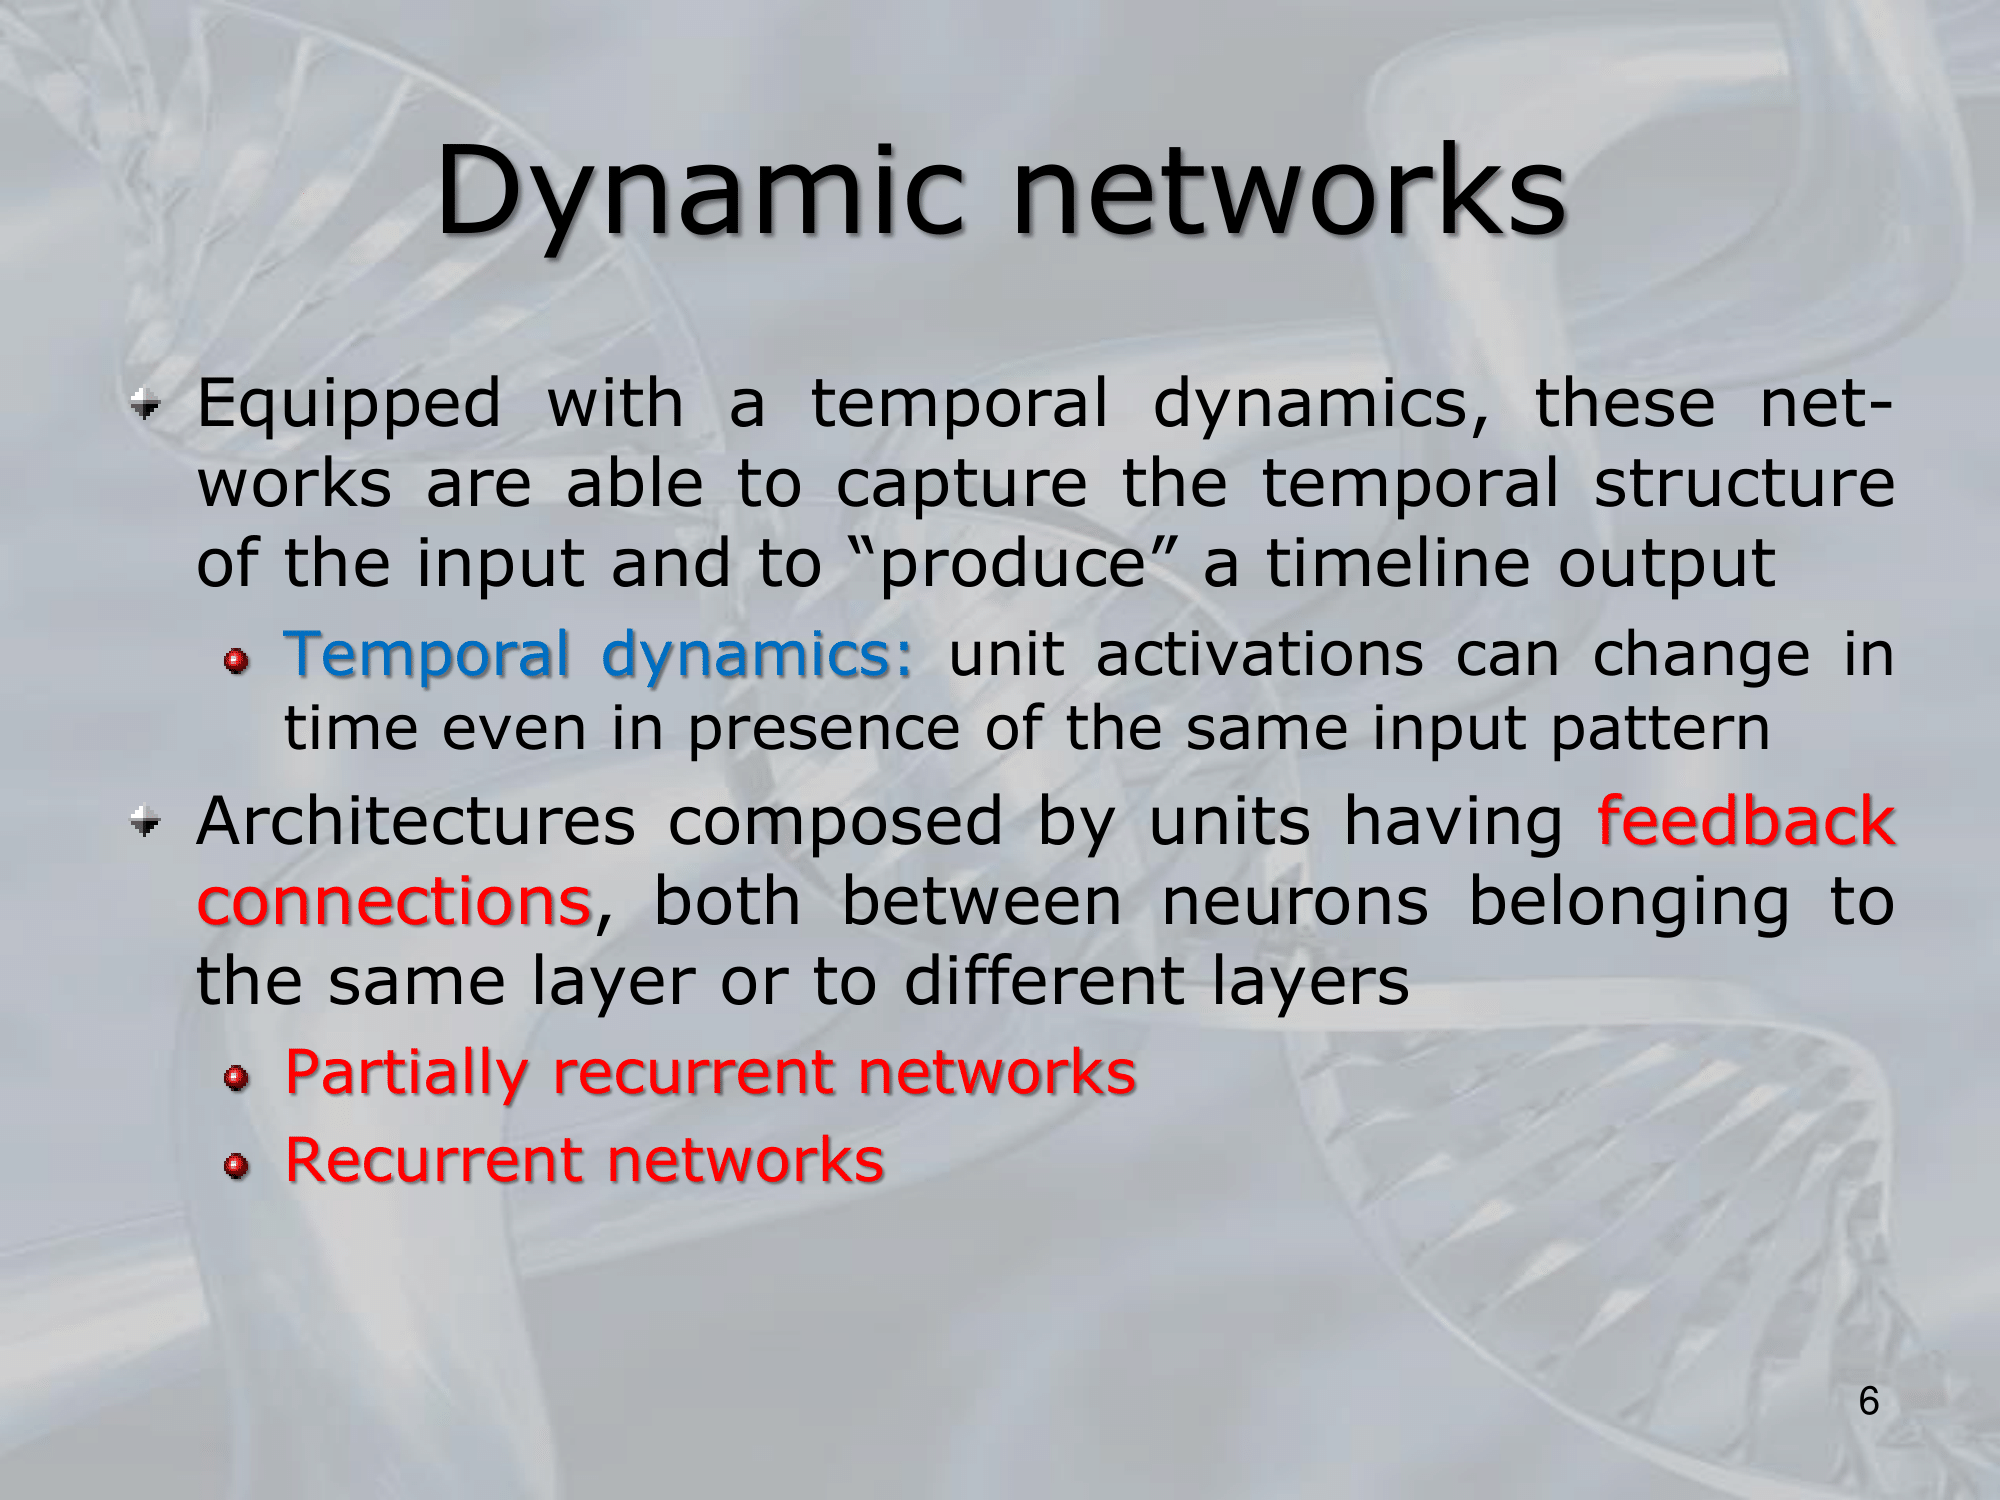 Dynamic networks
Equipped with a temporal dynamics, these net-
works are able to capture the temporal structure
of the input and to “produce” a timeline output
Temporal dynamics: unit activations can change in
time even in presence of the same input pattern
Architectures composed by units having feedback
connections, both between neurons belonging to
the same layer or to different layers
Partially recurrent networks
Recurrent networks
6